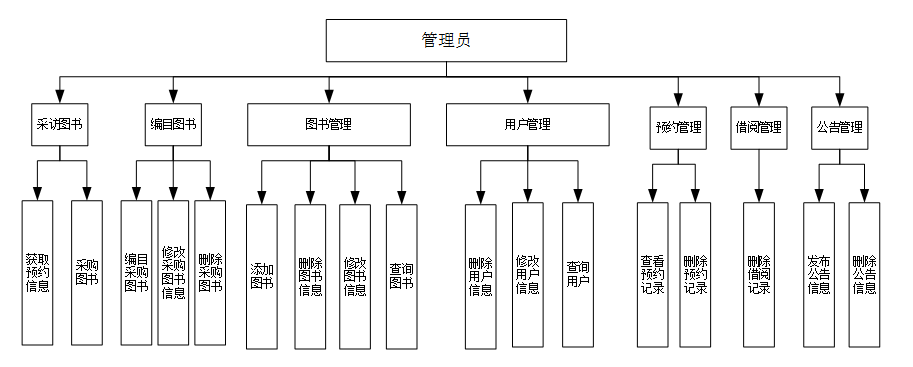 管理员
采访图书
编目图书
图书管理
用户管理
预约管理
借阅管理
公告管理
获取
预约
信息
采购
图书
编目
采购
图书
修改
采购
图书
信息
删除
采购
图书
添加
图书
删除
图书
信息
修改
图书
信息
查询
图书
删除
用户
信息
修改
用户
信息
查询
用户
查看
预约
记录
删除
预约
记录
删除
借阅
记录
发布
公告
信息
删除
公告
信息